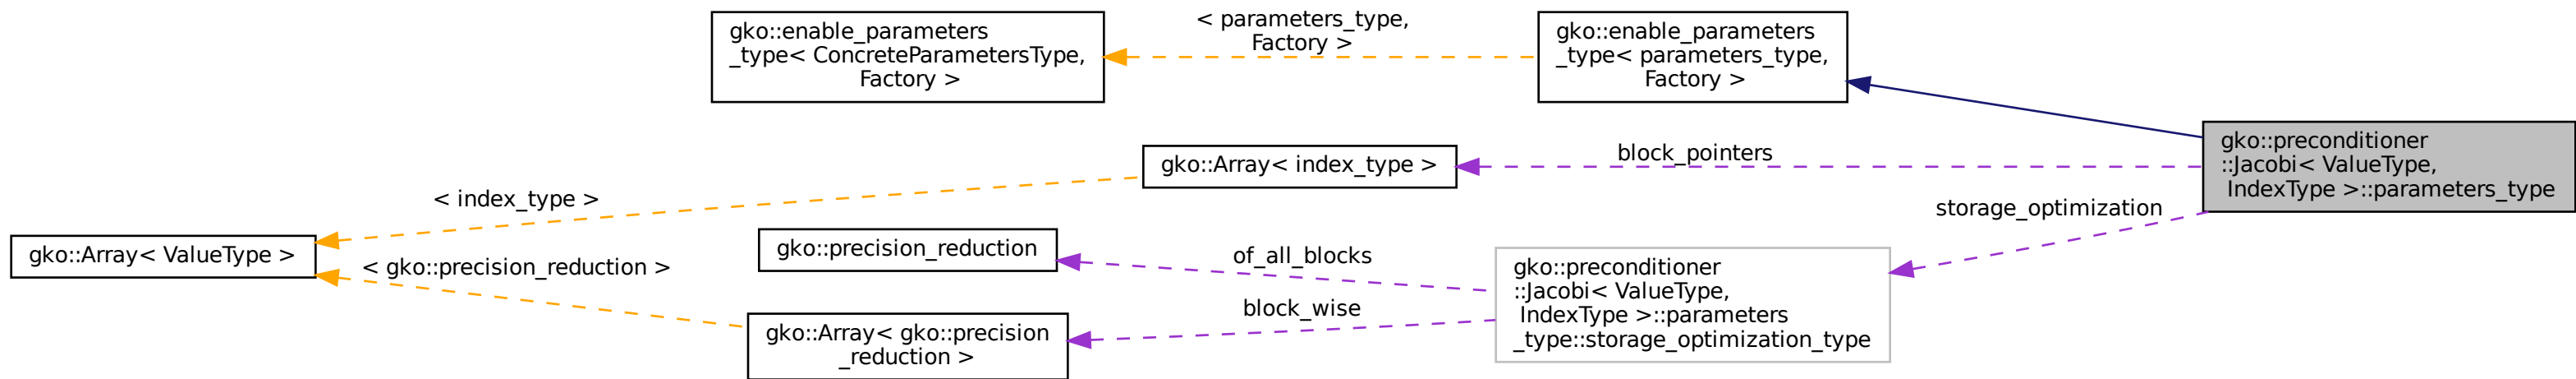 gko::enable_parameters
_type< ConcreteParametersType,
Factory >
< parameters_type,
Factory >
gko::enable_parameters
_type< parameters_type,
Factory >
gko::preconditioner
::Jacobi< ValueType,
IndexType >::parameters_type
gko::Array< index_type >
block_pointers
< index_type >
storage_optimization
gko::Array< ValueType >
gko::precision_reduction
of_all_blocks
< gko::precision_reduction >
gko::preconditioner
::Jacobi< ValueType,
IndexType >::parameters
_type::storage_optimization_type
block_wise
gko::Array< gko::precision
_reduction >